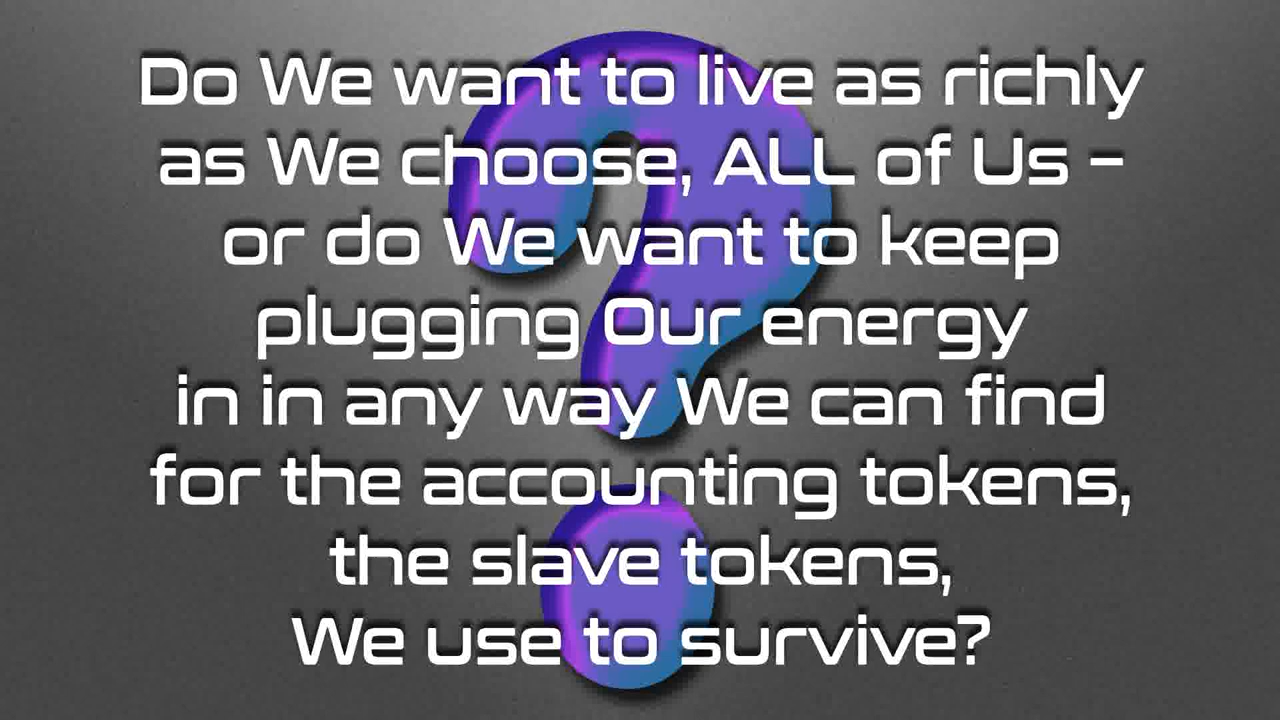 Do We want to live as richly
as We choose, ALL of Us –
or do We want to keep
plugging Our energy
in in any way We can find
for the accounting tokens,
the slave tokens,
We use to survive?